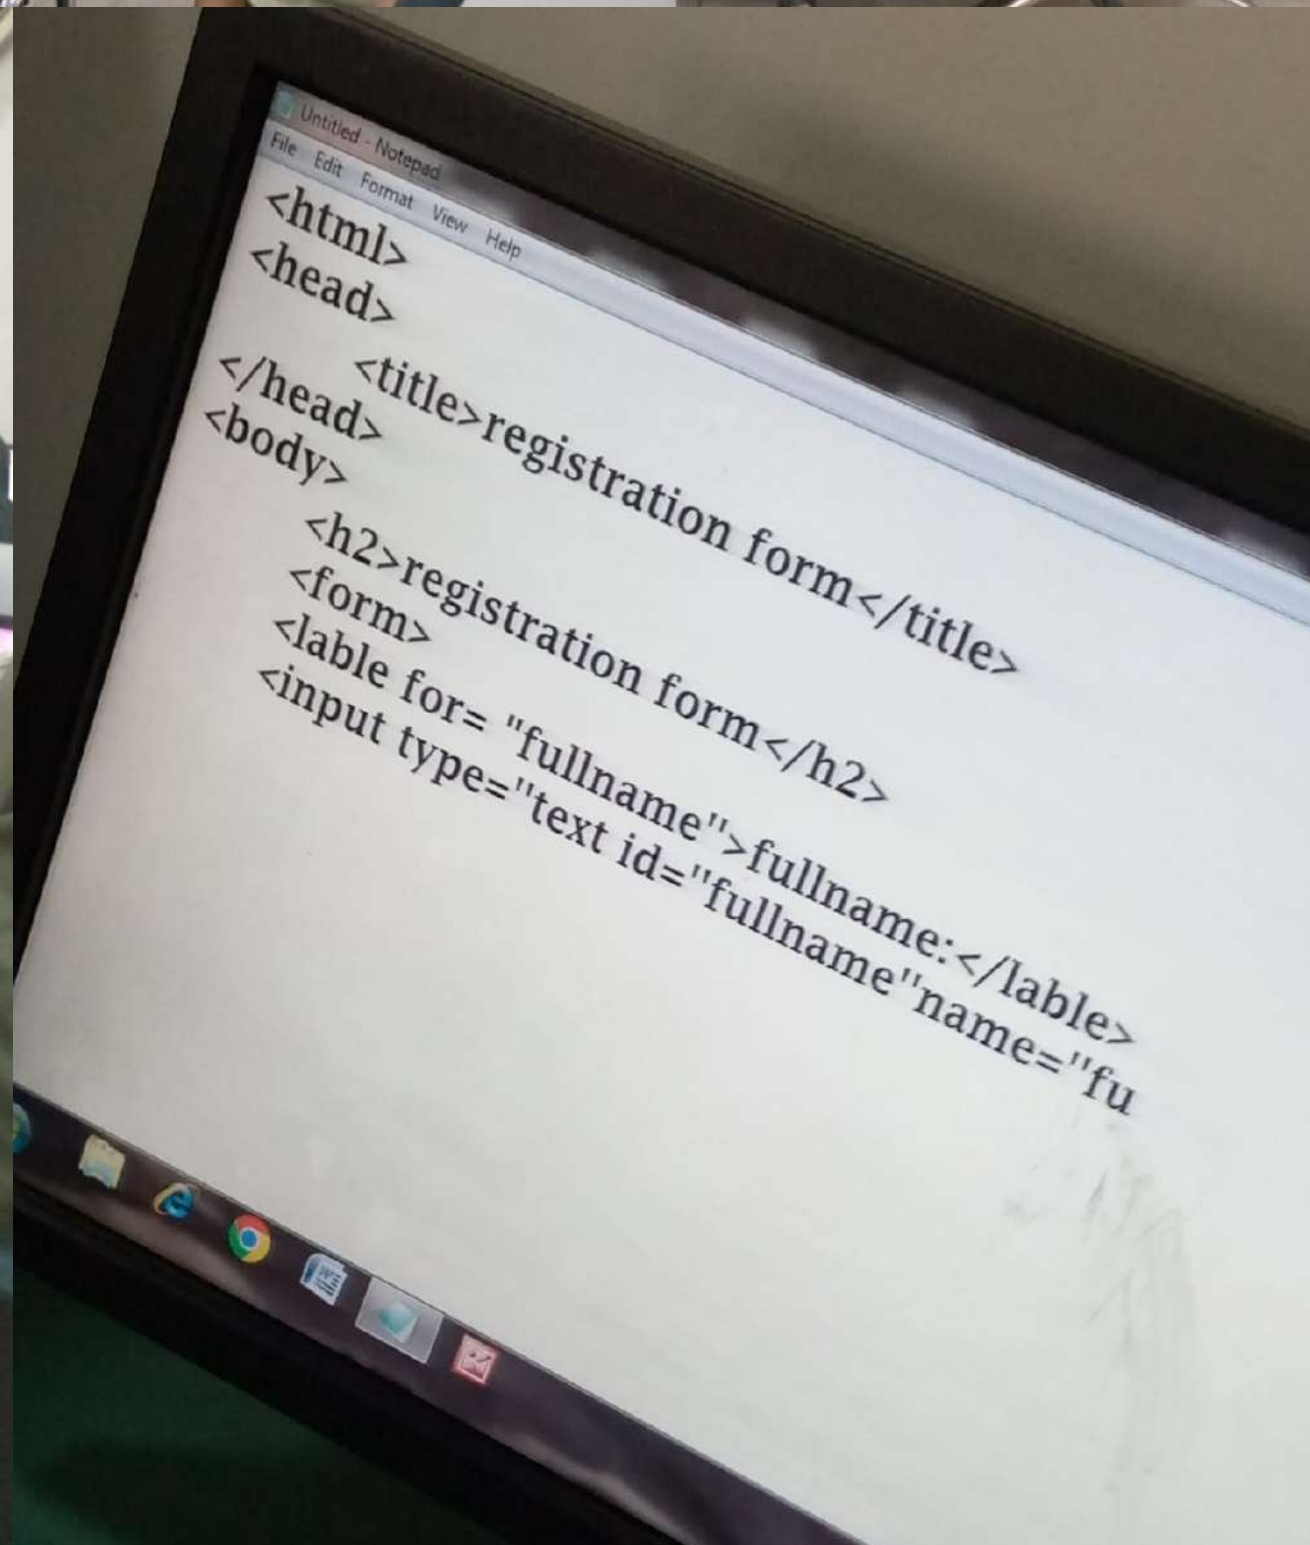 Untitled - Notepad
File Edit Format View Help
<html>
<head>
<title>registration form</title>
</head>
<body>
<h2>registration form</h2>
<form>
<lable for= "fullname">fullname:</lable>
<input type="text id="fullname"name="fu